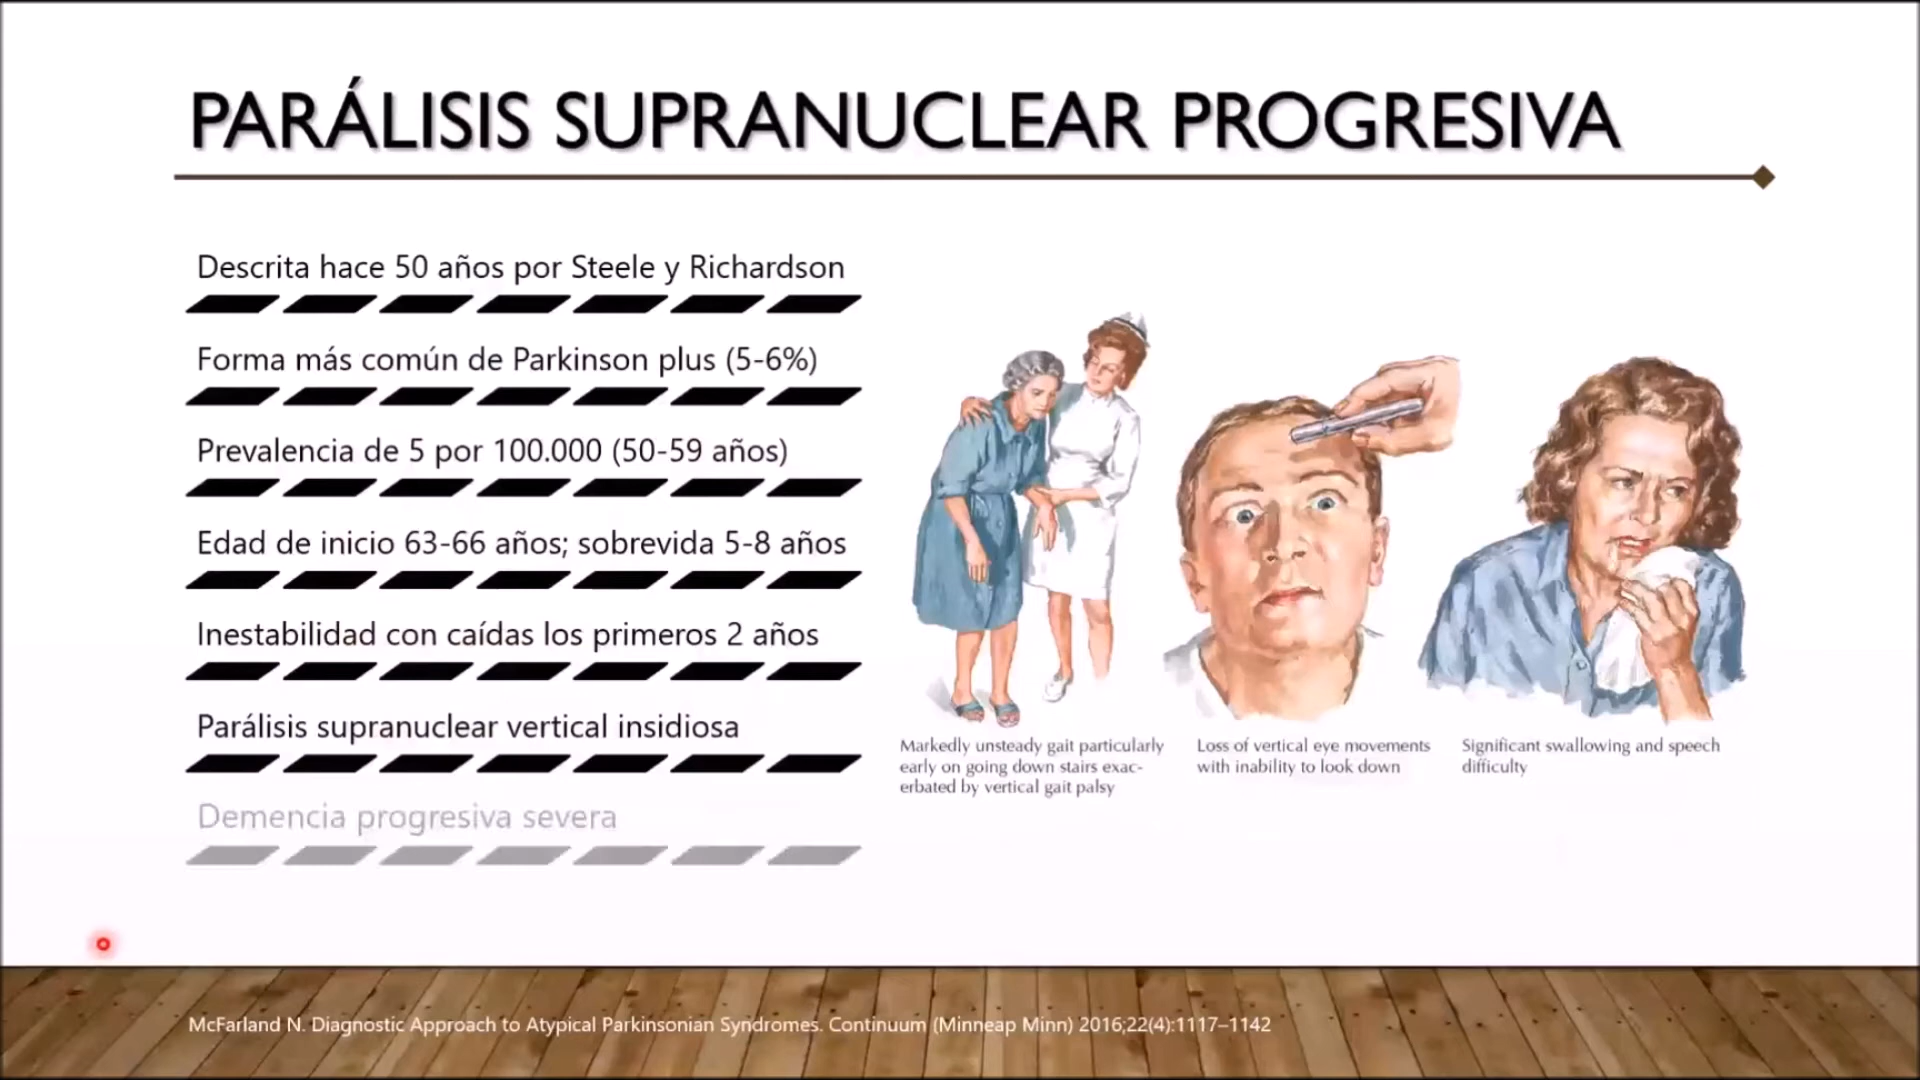 PARÁLISIS SUPRANUCLEAR PROGRESIVA
Descrita hace 50 años por Steele y Richardson
Forma más común de Parkinson plus (5-6%)
Prevalencia de 5 por 100.000 (50-59 años)
Edad de inicio 63-66 años; sobrevida 5-8 años
Inestabilidad con caídas los primeros 2 años
Parálisis supranuclear vertical insidiosa
Demencia progresiva severa
Markedly unsteady gait particularly
early on going down stairs exac-
erbated by vertical gait palsy
Loss of vertical eye movements
with inability to look down
Significant swallowing and speech
difficulty
McFarland N. Diagnostic Approach to Atypical Parkinsonian Syndromes. Continuum (Minneap Minn) 2016;22(4):1117–1142